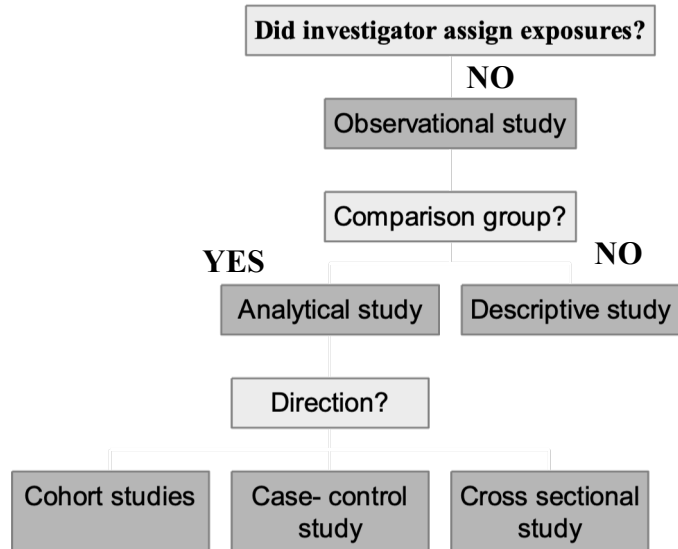 Did investigator assign exposures?
NO
Observational study
Comparison group?
YES
NO
Analytical study
Descriptive study
Direction?
Cohort studies
Case- control
study
Cross sectional
study